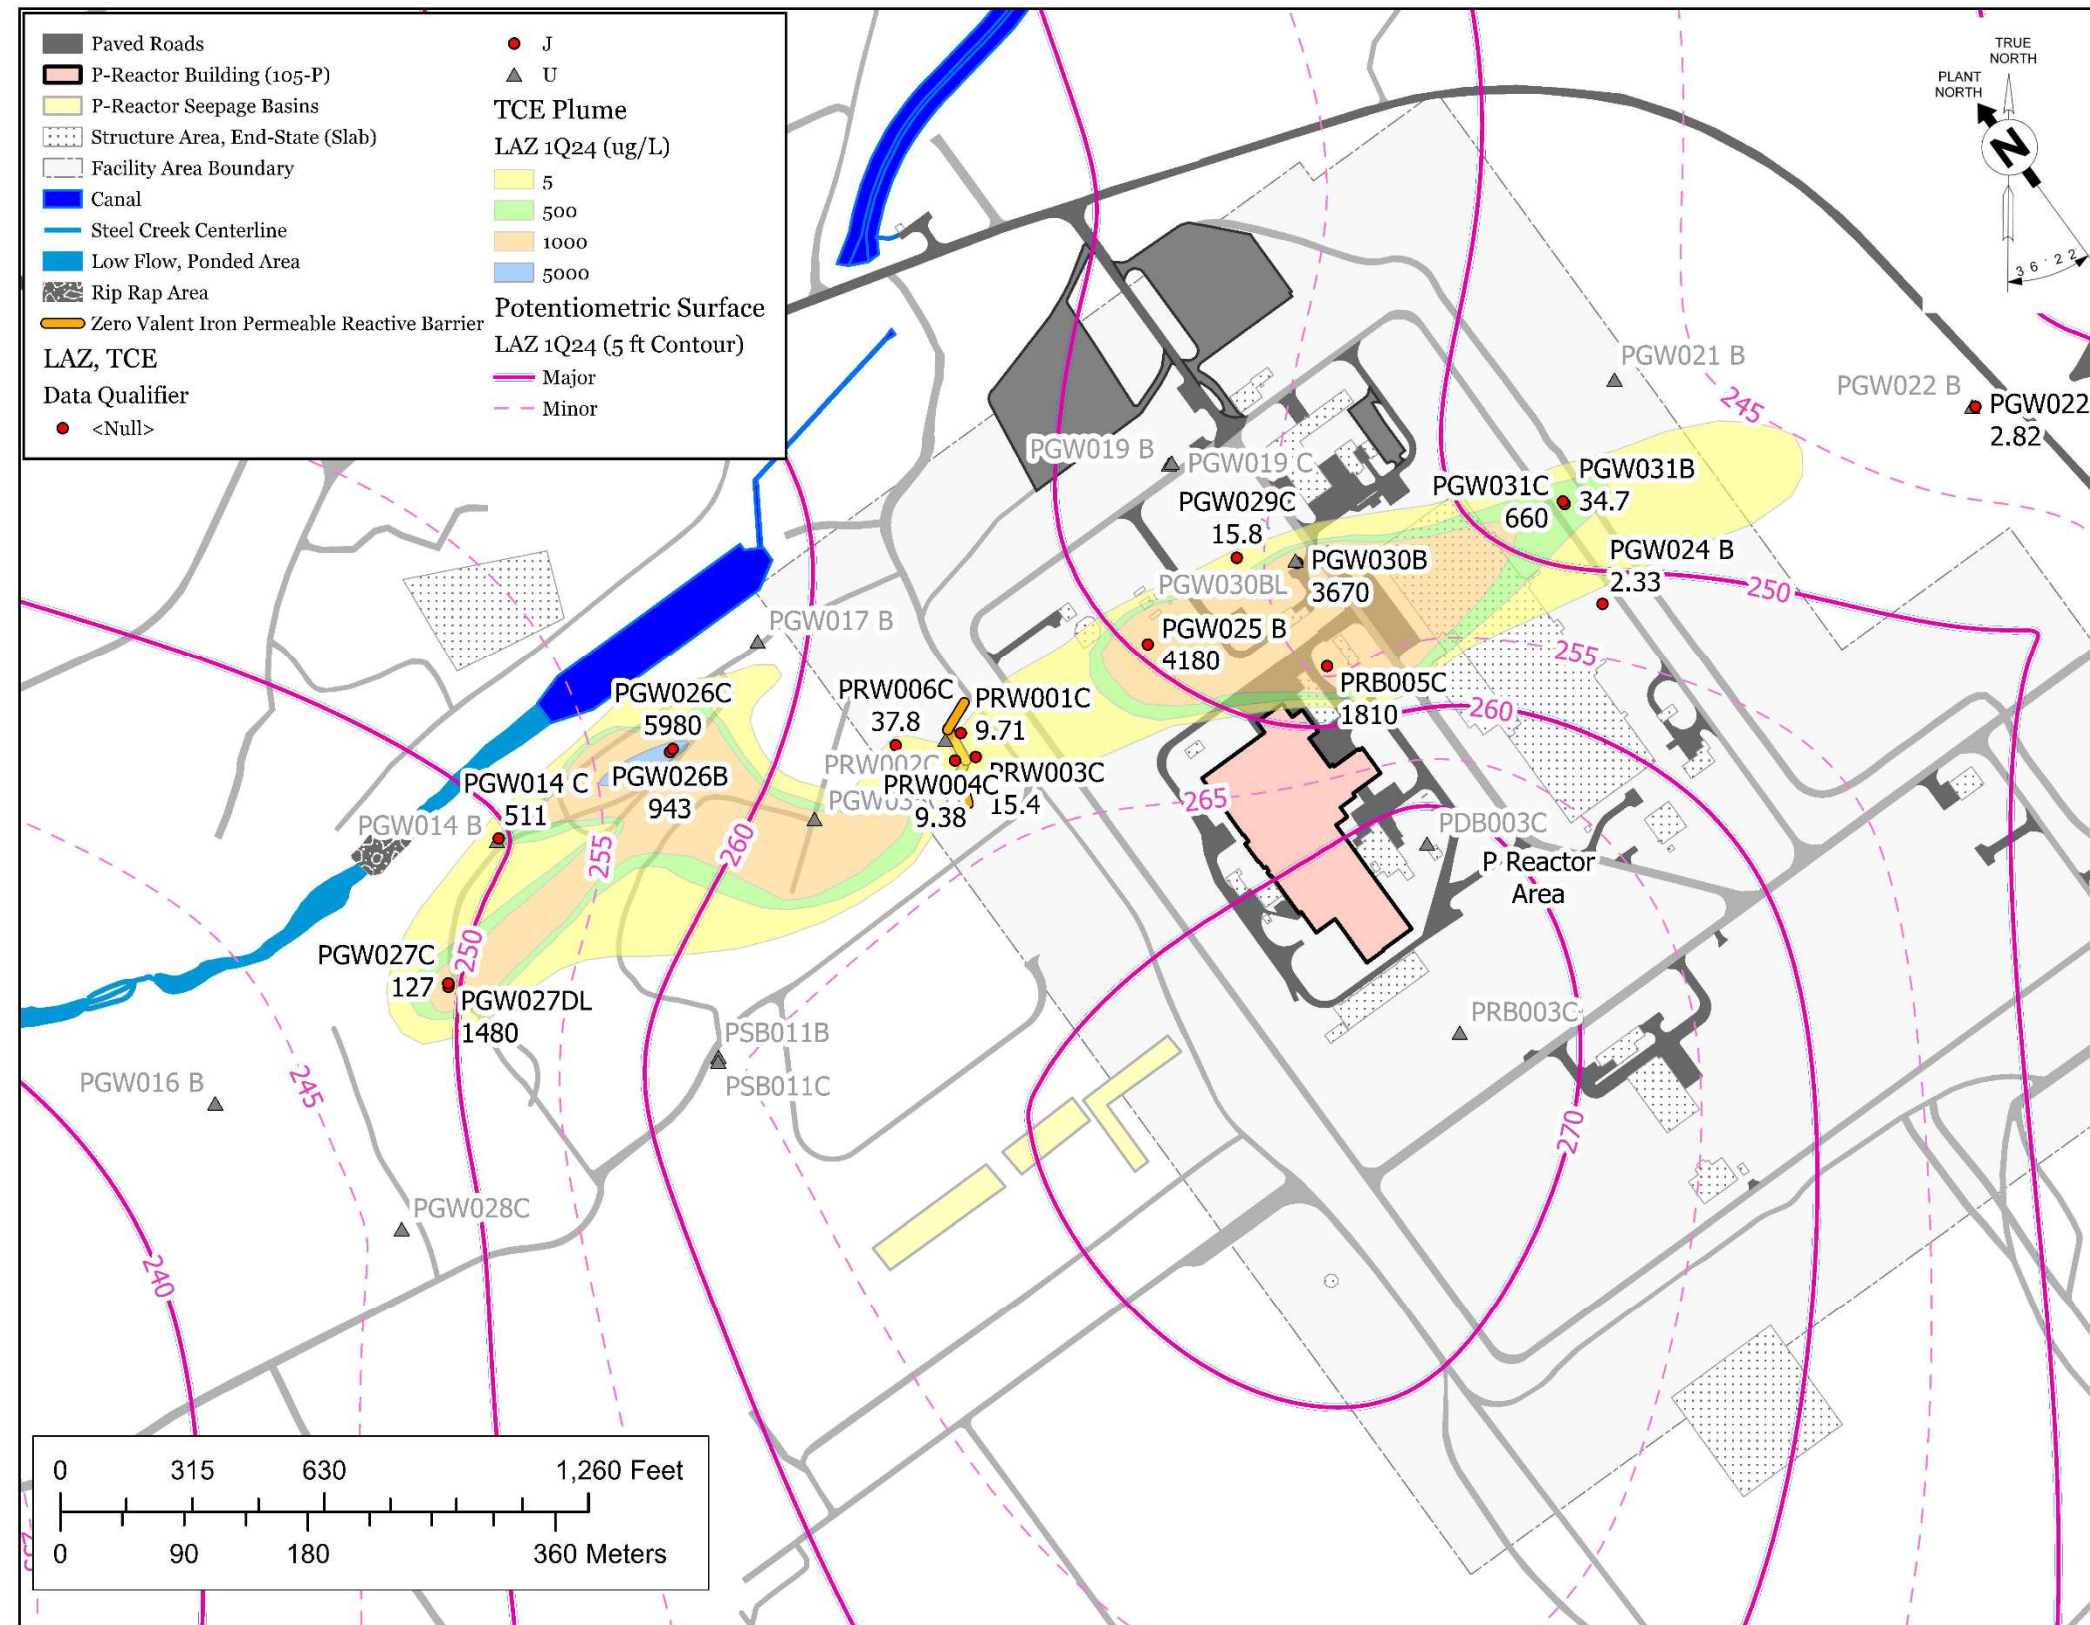 Paved Roads
P-Reactor Building (105-P)
P-Reactor Seepage Basins
Structure Area, End-State (Slab)
Facility Area Boundary
Canal
Steel Creek Centerline
Low Flow, Ponded Area
Rip Rap Area
Zero Valent Iron Permeable Reactive Barrier
LAZ, TCE
Data Qualifier
<Null>
J
U
TCE Plume
LAZ 1Q24 (ug/L)
5
500
1000
5000
Potentiometric Surface
LAZ 1Q24 (5 ft Contour)
Major
Minor
TRUE
NORTH
PLANT
NORTH
N
36°22
PGW021 B
PGW022 B
PGW022
2.82
245
PGW019 B
PGW019 C
PGW029C
15.8
PGW031C
660
PGW031B
34.7
PGW030B
3670
PGW030BL
PGW024 B
2.33
250
PGW025 B
4180
255
PRB005C
1810
260
PGW017 B
PGW026C
5980
PGW026B
943
PRW006C
37.8
PRW001C
9.71
PRW002C
PRW003C
15.4
PRW004C
9.38
265
PGW014 C
511
PGW014 B
255
260
PDB003C
P Reactor
Area
PGW027C
127
250
PGW027DL
1480
PRB003C
PSB011B
PSB011C
PGW016 B
245
270
PGW028C
240
0
315
630
1,260 Feet
0
90
180
360 Meters